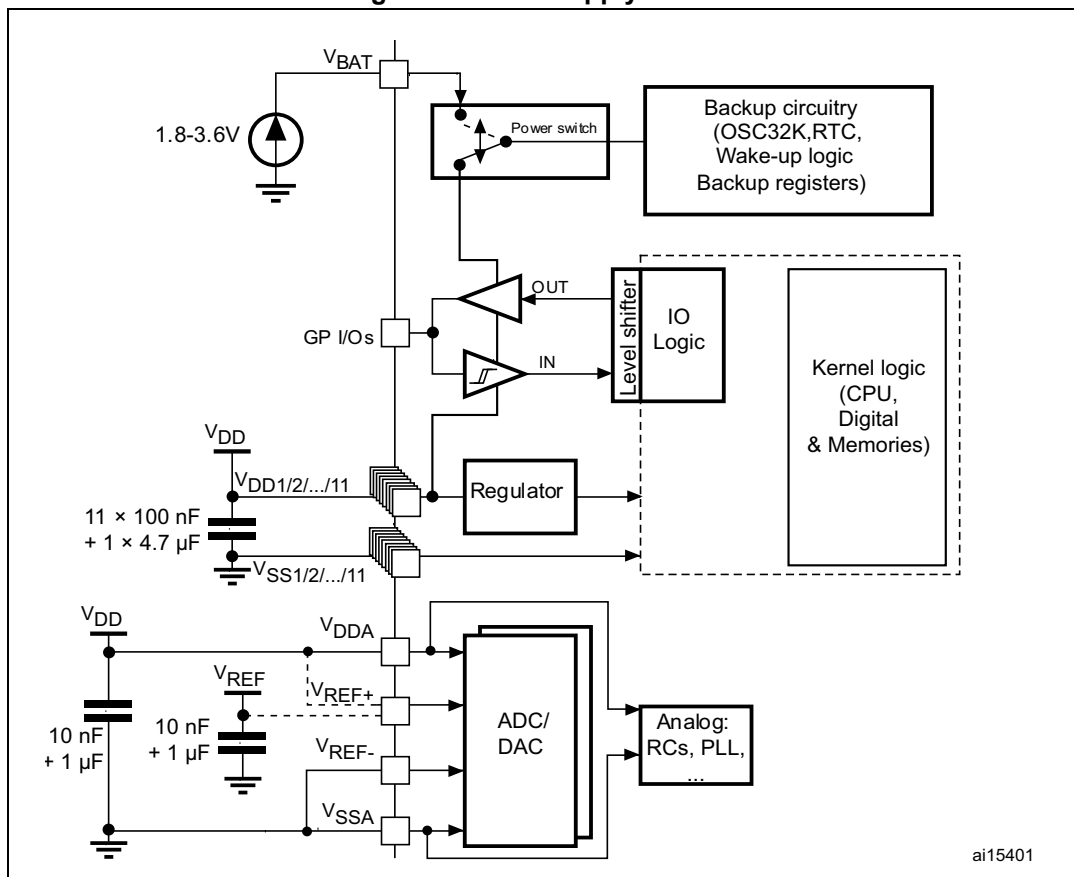 VBAT
1.8-3.6V
Power switch
Backup circuitry
(OSC32K,RTC,
Wake-up logic
Backup registers)
OUT
GP I/Os
IN
Level shifter
IO
Logic
Kernel logic
(CPU,
Digital
& Memories)
VDD
VDD1/2/.../11
Regulator
11 × 100 nF
+ 1 × 4.7 µF
VSS1/2/.../11
VDD
VDDA
VREF
VREF+
10 nF
+ 1 µF
10 nF
+ 1 µF
VREF-
ADC/
DAC
Analog:
RCs, PLL,
...
VSSA
ai15401